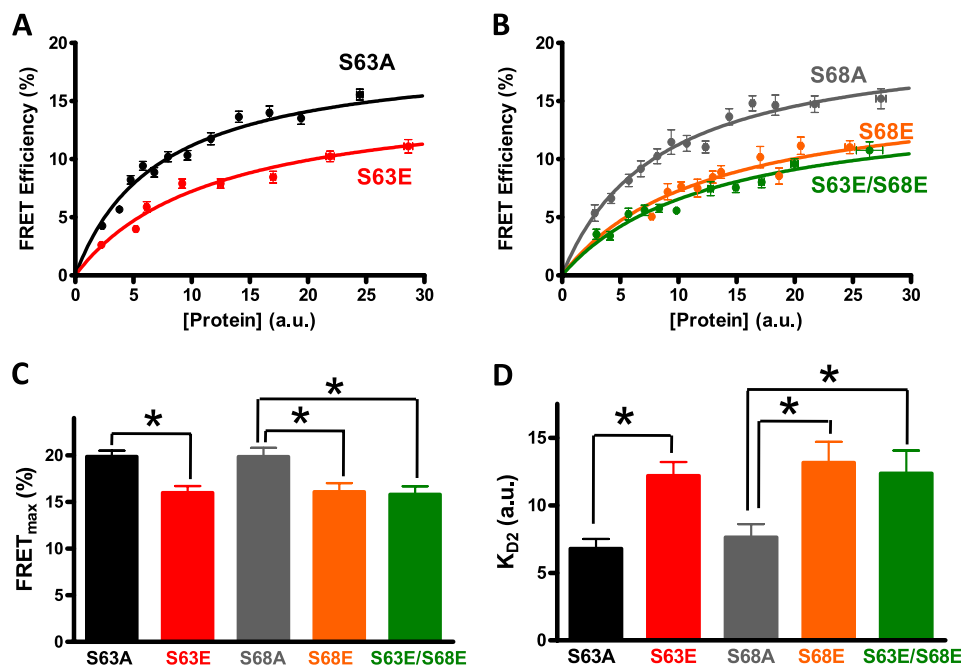 A
FRET Efficiency (%)
20
15
10
5
0
S63A
S63E
0 5 10 15 20 25 30
[Protein] (a.u.)
B
FRET Efficiency (%)
20
15
10
5
0
S68A
S68E
S63E/S68E
0 5 10 15 20 25 30
[Protein] (a.u.)
C
FRETmax (%)
20
15
10
0
*
*
*
S63A S63E S68A S68E S63E/S68E
D
KD2 (a.u.)
15
10
5
0
*
*
*
S63A S63E S68A S68E S63E/S68E